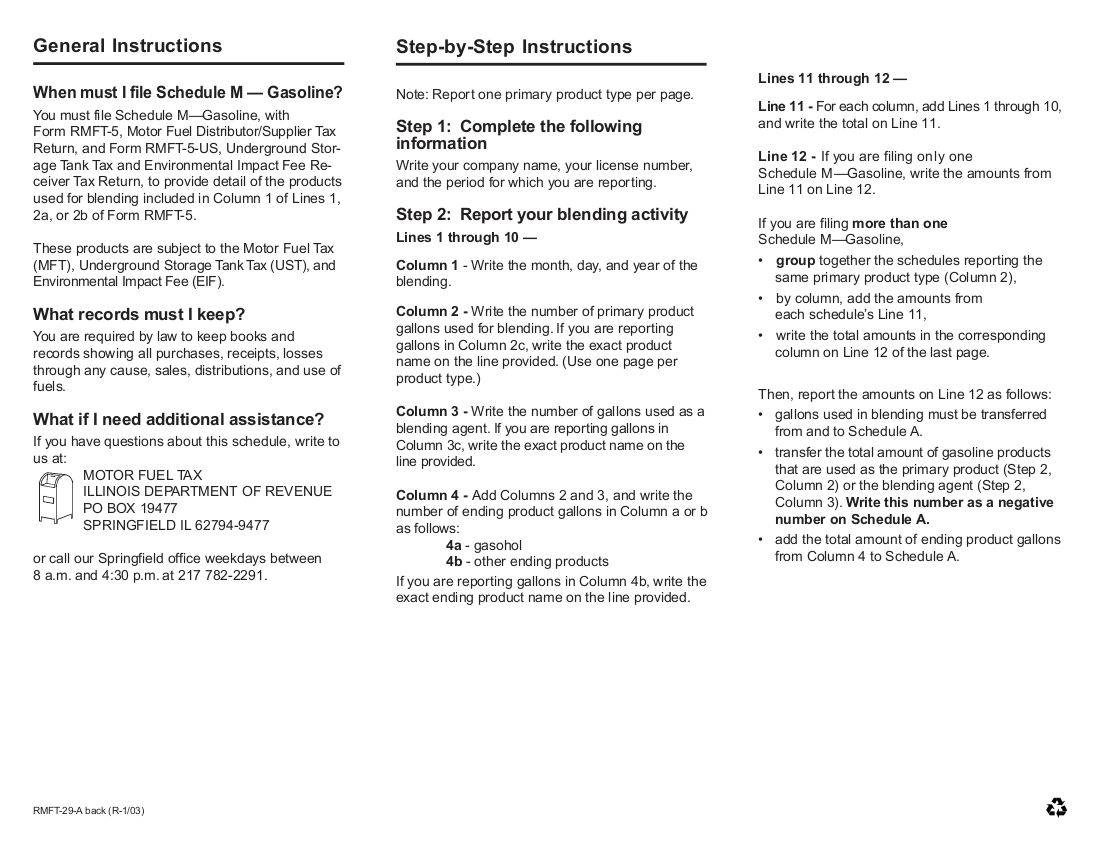 General Instructions
When must I file Schedule M — Gasoline?
You must file Schedule M—Gasoline, with
Form RMFT-5, Motor Fuel Distributor/Supplier Tax
Return, and Form RMFT-5-US, Underground Stor-
age Tank Tax and Environmental Impact Fee Re-
ceiver Tax Return, to provide detail of the products
used for blending included in Column 1 of Lines 1,
2a, or 2b of Form RMFT-5.
These products are subject to the Motor Fuel Tax
(MFT), Underground Storage Tank Tax (UST), and
Environmental Impact Fee (EIF).
What records must I keep?
You are required by law to keep books and
records showing all purchases, receipts, losses
through any cause, sales, distributions, and use of
fuels.
What if I need additional assistance?
If you have questions about this schedule, write to
us at:
MOTOR FUEL TAX
ILLINOIS DEPARTMENT OF REVENUE
PO BOX 19477
SPRINGFIELD IL 62794-9477
or call our Springfield office weekdays between
8 a.m. and 4:30 p.m. at 217 782-2291.
Step-by-Step Instructions
Note: Report one primary product type per page.
Step 1:  Complete the following
information
Write your company name, your license number,
and the period for which you are reporting.
Step 2:  Report your blending activity
Lines 1 through 10 —
Column 1 - Write the month, day, and year of the
blending.
Column 2 - Write the number of primary product
gallons used for blending. If you are reporting
gallons in Column 2c, write the exact product
name on the line provided. (Use one page per
product type.)
Column 3 - Write the number of gallons used as a
blending agent. If you are reporting gallons in
Column 3c, write the exact product name on the
line provided.
Column 4 - Add Columns 2 and 3, and write the
number of ending product gallons in Column a or b
as follows:
4a - gasohol
4b - other ending products
If you are reporting gallons in Column 4b, write the
exact ending product name on the line provided.
Lines 11 through 12 —
Line 11 - For each column, add Lines 1 through 10,
and write the total on Line 11.
Line 12 - If you are filing only one
Schedule M—Gasoline, write the amounts from
Line 11 on Line 12.
If you are filing more than one
Schedule M—Gasoline,
• group together the schedules reporting the
same primary product type (Column 2),
• by column, add the amounts from
each schedule's Line 11,
• write the total amounts in the corresponding
column on Line 12 of the last page.
Then, report the amounts on Line 12 as follows:
• gallons used in blending must be transferred
from and to Schedule A.
• transfer the total amount of gasoline products
that are used as the primary product (Step 2,
Column 2) or the blending agent (Step 2,
Column 3). Write this number as a negative
number on Schedule A.
• add the total amount of ending product gallons
from Column 4 to Schedule A.
RMFT-29-A back (R-1/03)